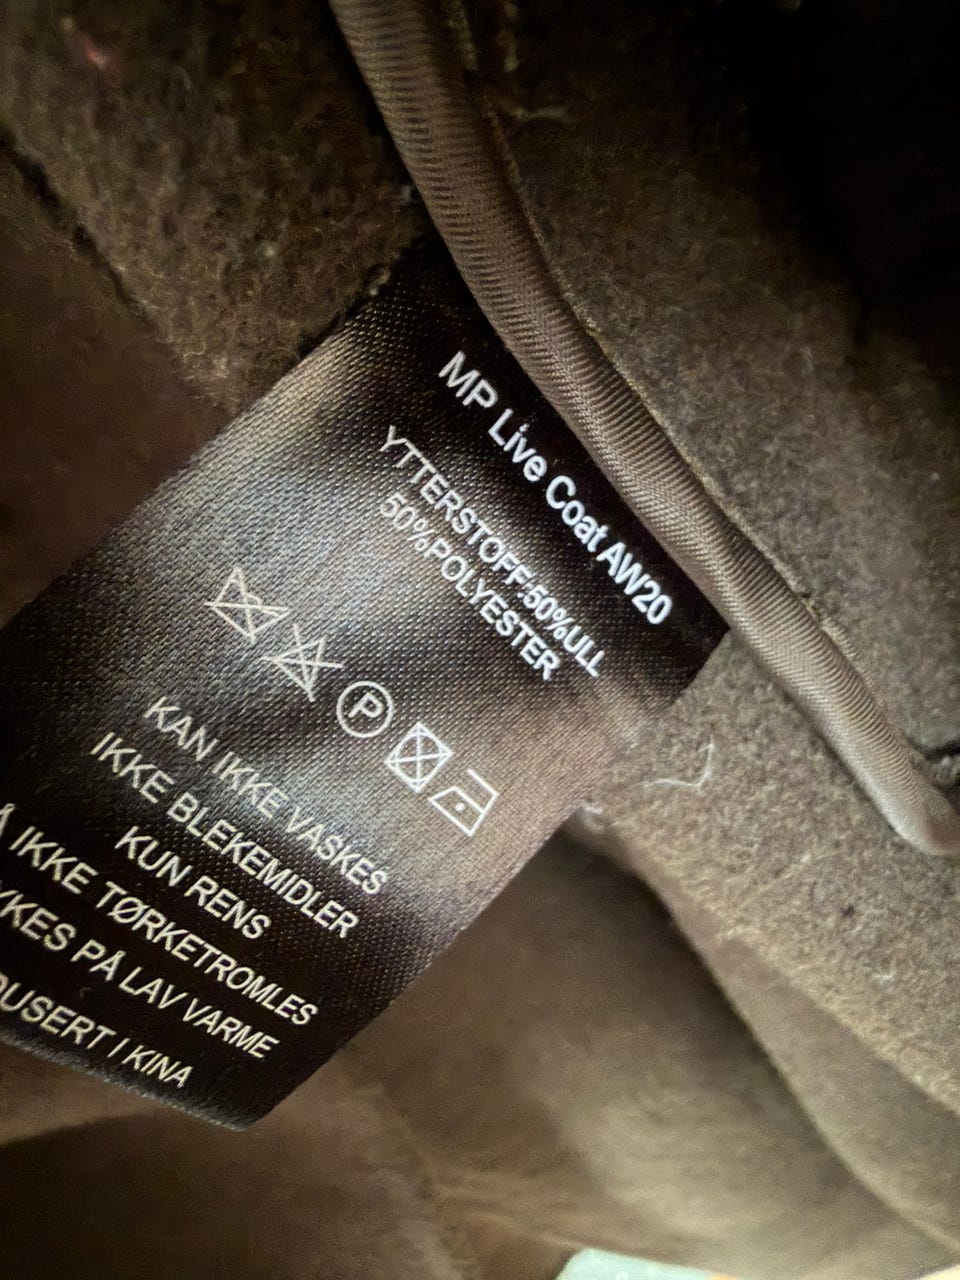 MP Live Coat AW20
YTTERSTOFF:50%ULL
50%POLYESTER
P
KAN IKKE VASKES
IKKE BLEKEMIDLER
KUN RENS
IKKE TØRKETROMLES
PÅ LAV VARME
I KINA